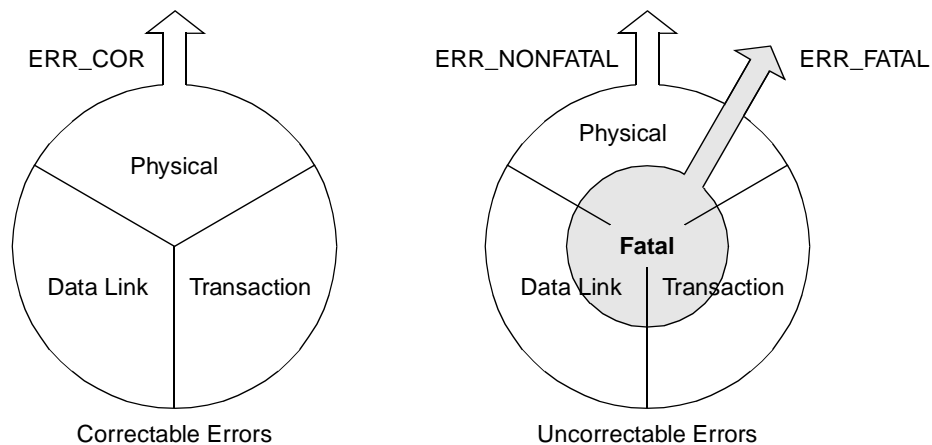 ERR_COR
ERR_NONFATAL
ERR_FATAL
Physical
Physical
Fatal
Data Link
Transaction
Data Link
Transaction
Correctable Errors
Uncorrectable Errors